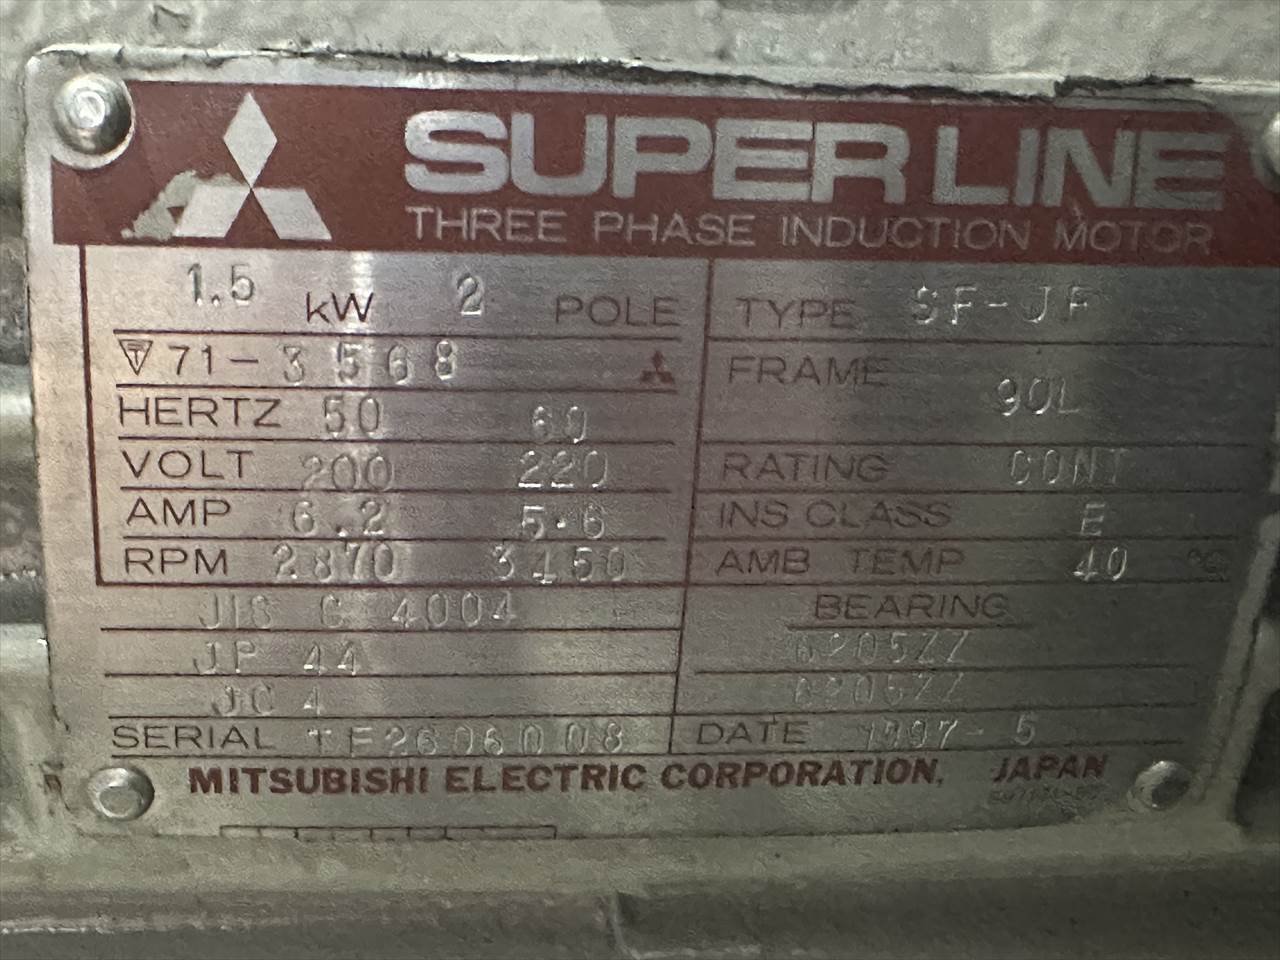 SUPER LINE
THREE PHASE INDUCTION MOTOR
1.5 kW 2 POLE
TYPE SF-JF
71-3568
FRAME 90L
HERTZ 50 60
VOLT 200 220
RATING CONT
AMP 6.2 5.6
INS CLASS E
RPM 2870 3450
AMB TEMP 40 °C
JIS C 4004
BEARING
JP 44
6205ZZ
JC 4
6205ZZ
SERIAL TF2606008
DATE 1997-5
MITSUBISHI ELECTRIC CORPORATION, JAPAN